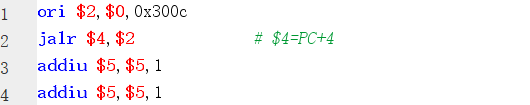 1 ori $2,$0,0x300c
2 jalr $4,$2 # $4=PC+4
3 addiu $5,$5,1
4 addiu $5,$5,1